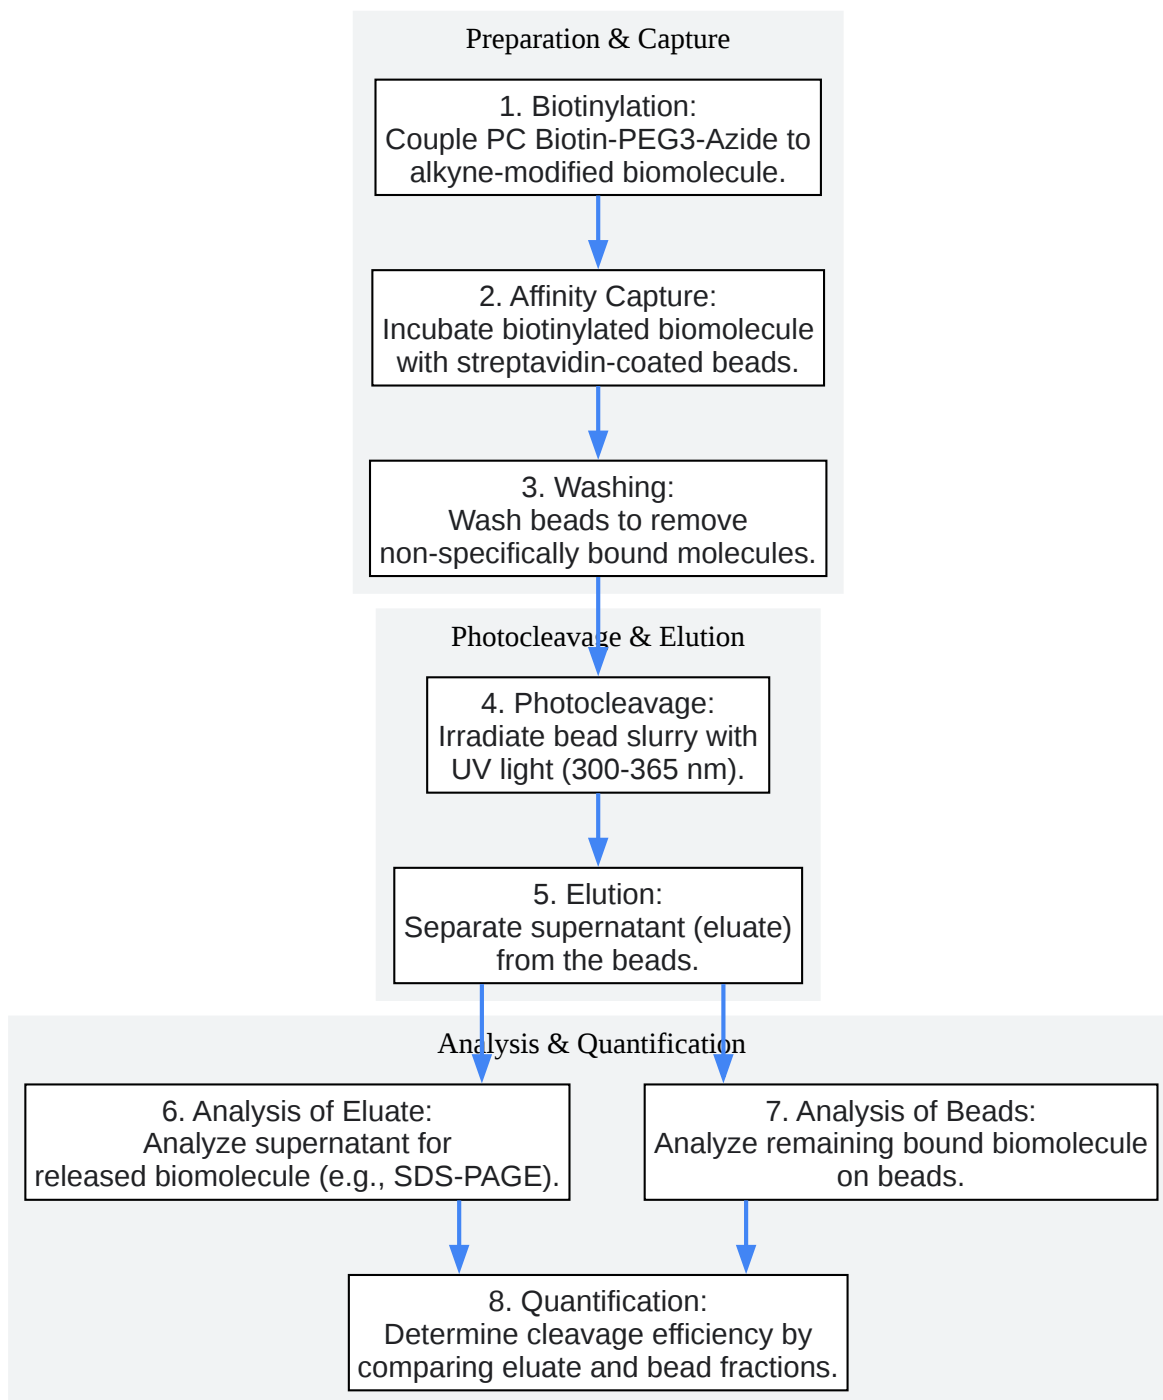 Preparation & Capture
1. Biotinylation:
Couple PC Biotin-PEG3-Azide to
alkyne-modified biomolecule.
2. Affinity Capture:
Incubate biotinylated biomolecule
with streptavidin-coated beads.
3. Washing:
Wash beads to remove
non-specifically bound molecules.
Photocleavage & Elution
4. Photocleavage:
Irradiate bead slurry with
UV light (300-365 nm).
5. Elution:
Separate supernatant (eluate)
from the beads.
Analysis & Quantification
6. Analysis of Eluate:
Analyze supernatant for
released biomolecule (e.g., SDS-PAGE).
7. Analysis of Beads:
Analyze remaining bound biomolecule
on beads.
8. Quantification:
Determine cleavage efficiency by
comparing eluate and bead fractions.